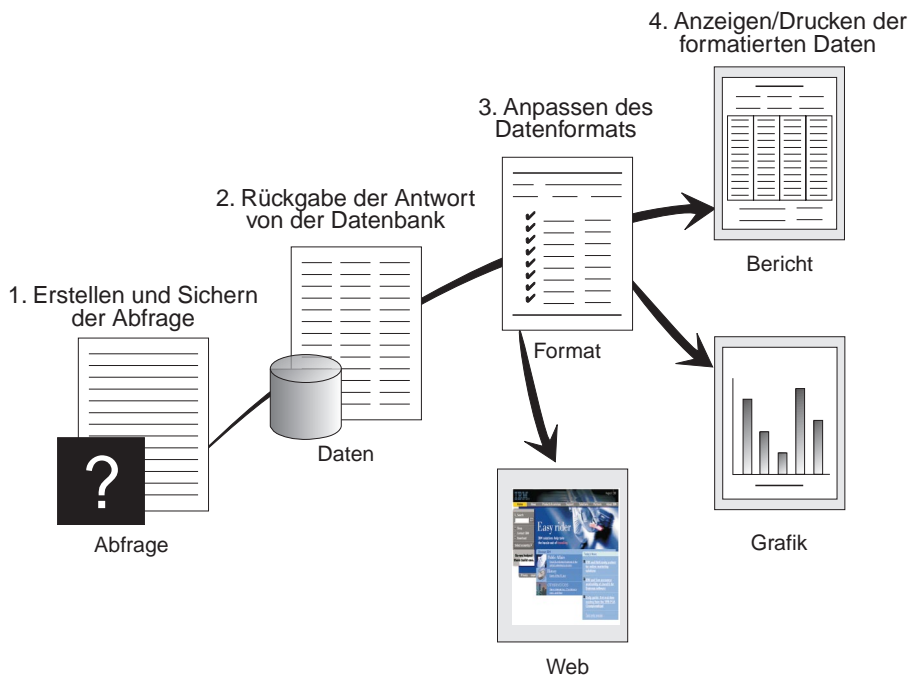 4. Anzeigen/Drucken der
formatierten Daten
3. Anpassen des
Datenformats
2. Rückgabe der Antwort
von der Datenbank
1. Erstellen und Sichern
der Abfrage
Bericht
Format
Daten
?
Abfrage
Grafik
IBM
Easy rider
Web